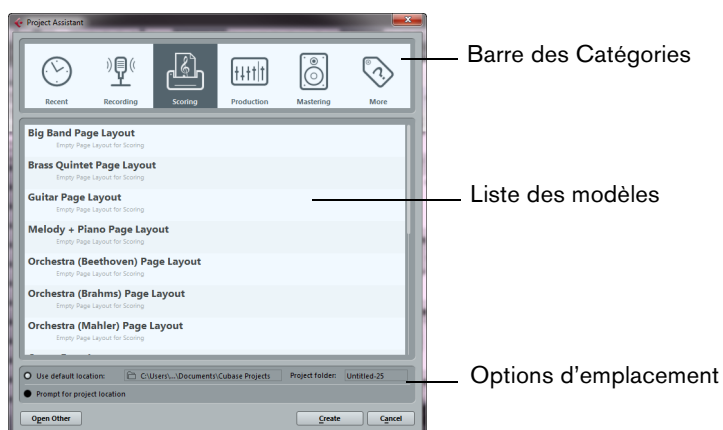 Project Assistant
Barre des Catégories
Recent Recording Scoring Production Mastering More
Big Band Page Layout
Empty Page Layout for Scoring
Brass Quintet Page Layout
Empty Page Layout for Scoring
Guitar Page Layout
Liste des modèles
Empty Page Layout for Scoring
Melody + Piano Page Layout
Empty Page Layout for Scoring
Orchestra (Beethoven) Page Layout
Empty Page Layout for Scoring
Orchestra (Brahms) Page Layout
Empty Page Layout for Scoring
Orchestra (Mahler) Page Layout
Empty Page Layout for Scoring
Use default location: C:\Users\...\Documents\Cubase Projects Project folder: Untitled-25
Options d'emplacement
Prompt for project location
Open Other Create Cancel